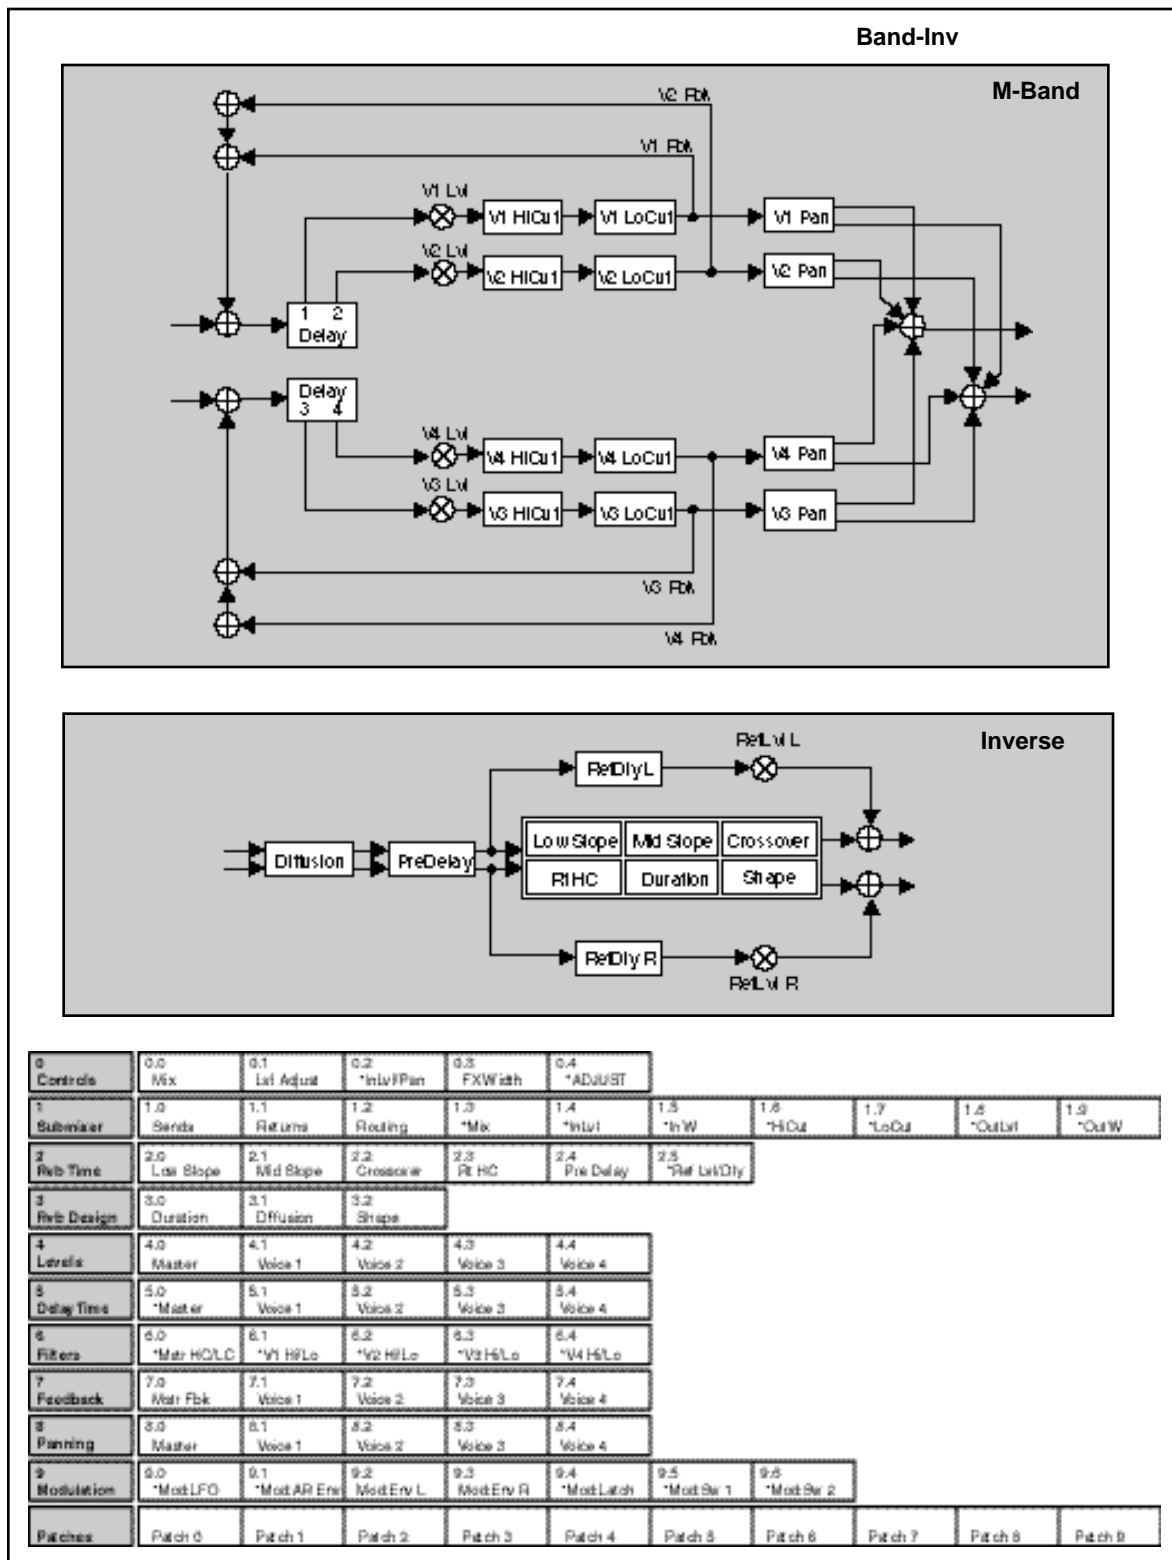 Band-Inv
M-Band
V2 Fbk
V1 Fbk
V1 Lvl
V1 HiCut V1 LoCut V1 Pan
V2 Lvl
V2 HiCut V2 LoCut V2 Pan
1 2
Delay
Delay
3 4
V4 Lvl
V4 HiCut V4 LoCut V4 Pan
V3 Lvl
V3 HiCut V3 LoCut V3 Pan
V3 Fbk
V4 Fbk
Inverse
RefLvl L
RefDly L
Low Slope Mid Slope Crossover
Diffusion PreDelay
Rt HC Duration Shape
RefDly R
RefLvl R
0 0.0 0.1 0.2 0.3 0.4
Controls Mix Lvl Adjust *InLvl/Pan FX Width *ADJUST
1 1.0 1.1 1.2 1.3 1.4 1.5 1.6 1.7 1.8 1.9
Submixer Sends Returns Routing *Mix *InLvl *In W *HiCut *LoCut *OutLvl *Out W
2 2.0 2.1 2.2 2.3 2.4 2.5
Rvb Time Low Slope Mid Slope Crossover Rt HC Pre Delay *Ref Lvl/Dly
3 3.0 3.1 3.2
Rvb Design Duration Diffusion Shape
4 4.0 4.1 4.2 4.3 4.4
Levels Master Voice 1 Voice 2 Voice 3 Voice 4
5 5.0 5.1 5.2 5.3 5.4
Delay Time *Master Voice 1 Voice 2 Voice 3 Voice 4
6 6.0 6.1 6.2 6.3 6.4
Filters *Mstr HC/LC *V1 Hi/Lo *V2 Hi/Lo *V3 Hi/Lo *V4 Hi/Lo
7 7.0 7.1 7.2 7.3 7.4
Feedback Mstr Fbk Voice 1 Voice 2 Voice 3 Voice 4
8 8.0 8.1 8.2 8.3 8.4
Panning Master Voice 1 Voice 2 Voice 3 Voice 4
9 9.0 9.1 9.2 9.3 9.4 9.5 9.6
Modulation *Mod:LFO *Mod:AR Env Mod:Env L Mod:Env R *Mod:Latch *Mod:Sw 1 *Mod:Sw 2
Patches Patch 0 Patch 1 Patch 2 Patch 3 Patch 4 Patch 5 Patch 6 Patch 7 Patch 8 Patch 9